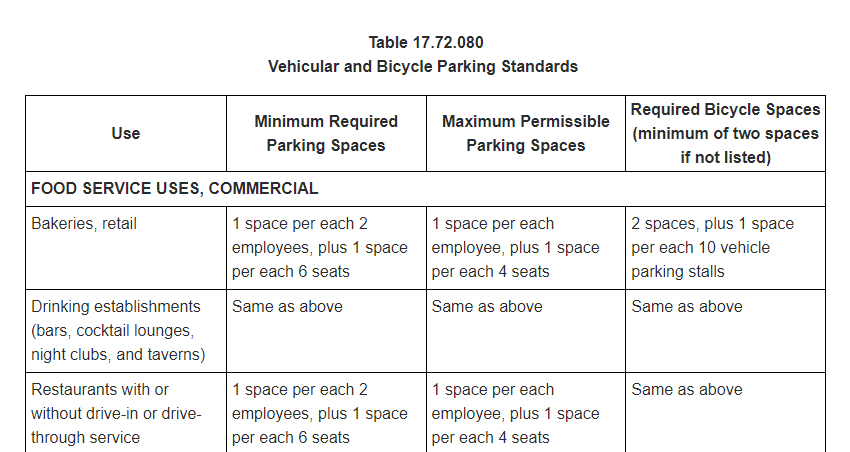 Table 17.72.080
Vehicular and Bicycle Parking Standards
Use
Minimum Required
Parking Spaces
Maximum Permissible
Parking Spaces
Required Bicycle Spaces
(minimum of two spaces
if not listed)
FOOD SERVICE USES, COMMERCIAL
Bakeries, retail
1 space per each 2
employees, plus 1 space
per each 6 seats
1 space per each
employee, plus 1 space
per each 4 seats
2 spaces, plus 1 space
per each 10 vehicle
parking stalls
Drinking establishments
(bars, cocktail lounges,
night clubs, and taverns)
Same as above
Same as above
Same as above
Restaurants with or
without drive-in or drive-
through service
1 space per each 2
employees, plus 1 space
per each 6 seats
1 space per each
employee, plus 1 space
per each 4 seats
Same as above